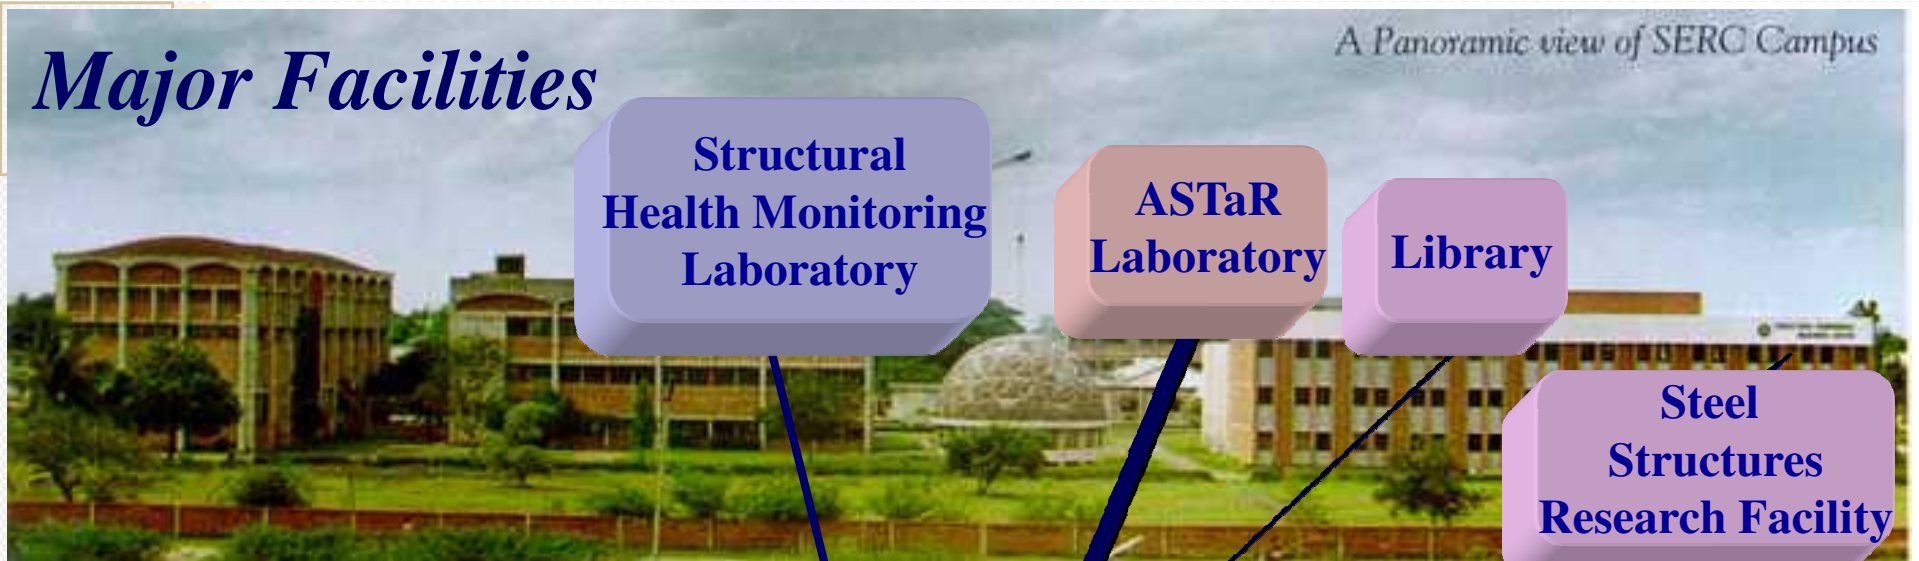 A Panoramic view of SERC Campus
Major Facilities
Structural
Health Monitoring
Laboratory
ASTaR
Laboratory
Library
Steel
Structures
Research Facility